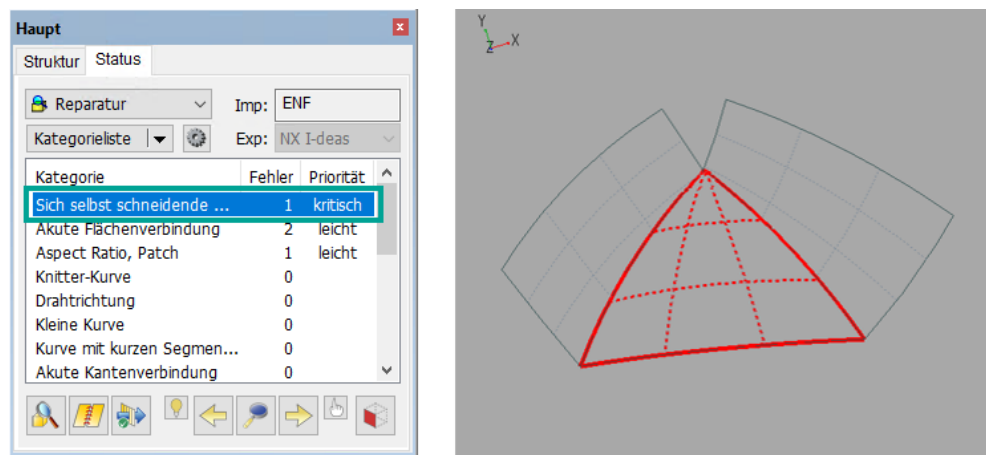 Haupt
Struktur Status
Reparatur Imp: ENF
Kategorieliste Exp: NX I-deas
Kategorie Fehler Priorität
Sich selbst schneidende ... 1 kritisch
Akute Flächenverbindung 2 leicht
Aspect Ratio, Patch 1 leicht
Knitter-Kurve 0
Drahtrichtung 0
Kleine Kurve 0
Kurve mit kurzen Segmen... 0
Akute Kantenverbindung 0
Y
Z X